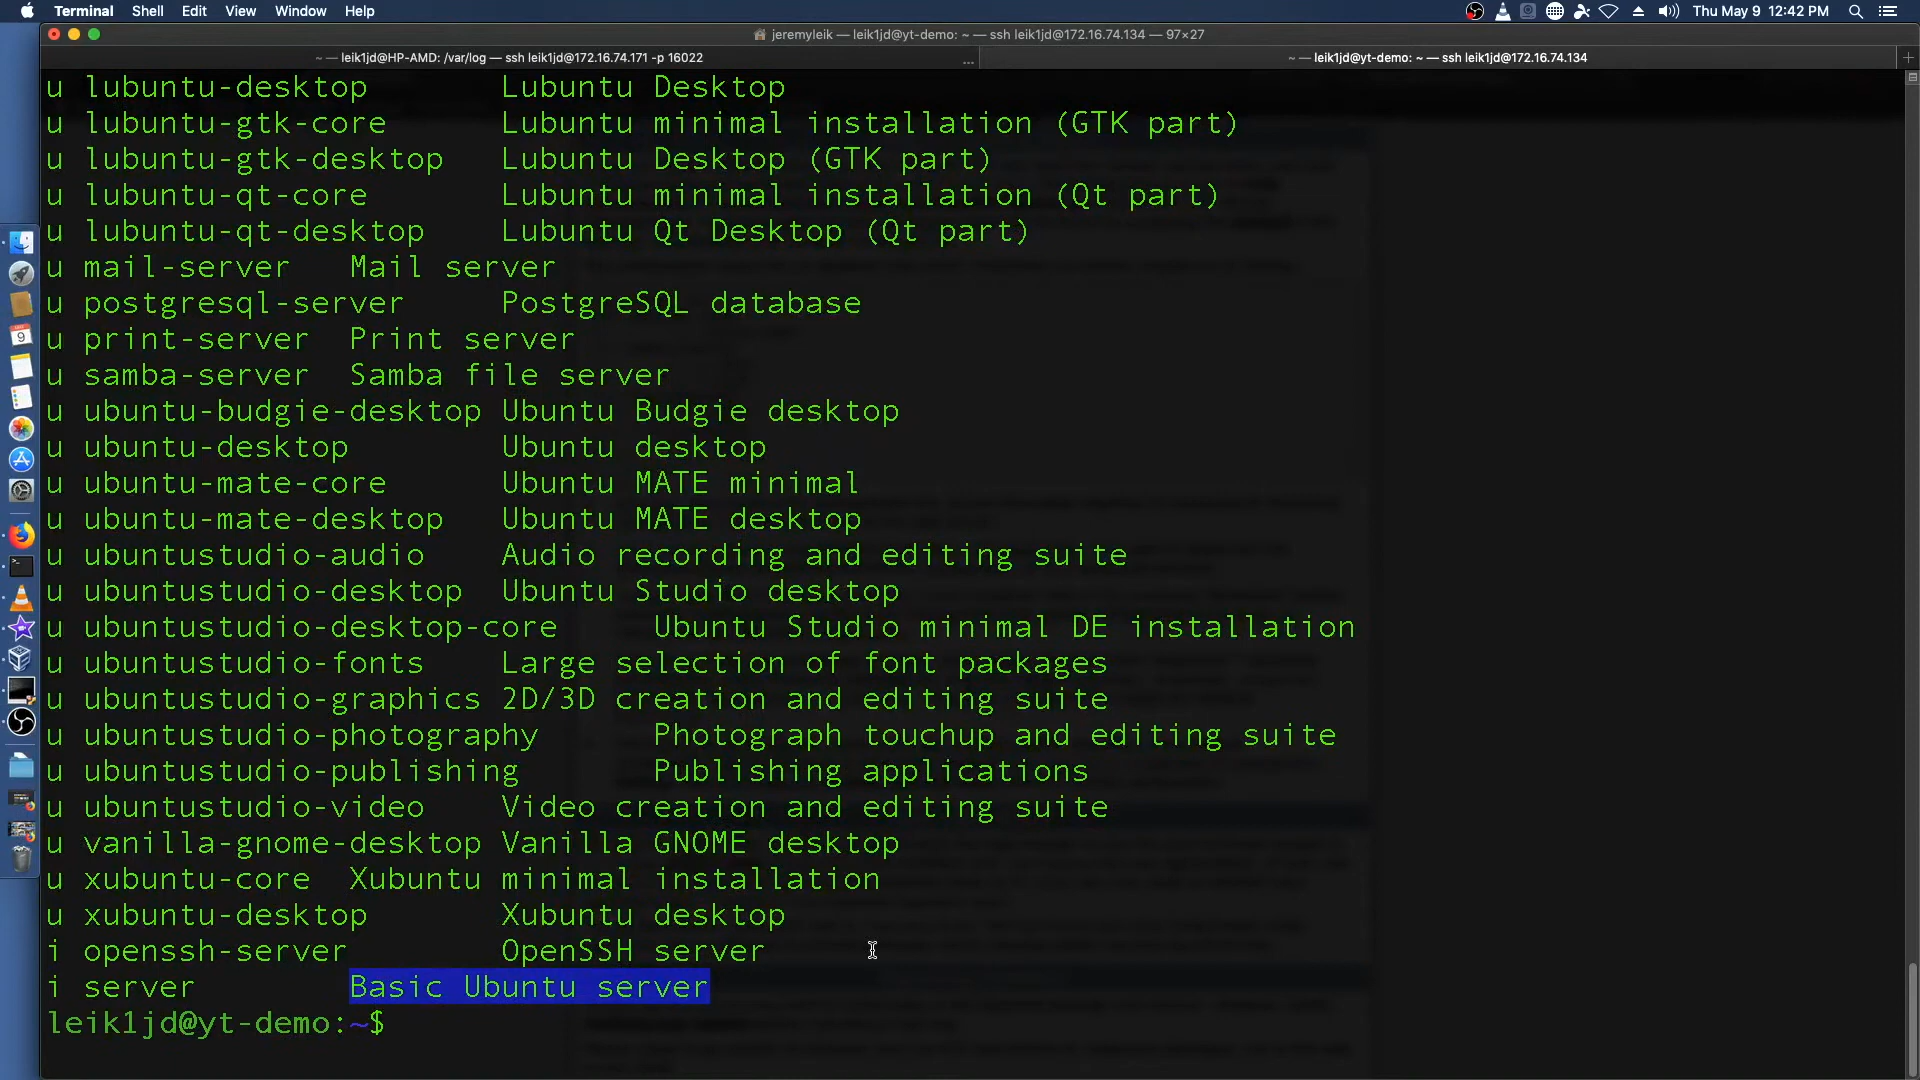 Terminal Shell Edit View Window Help Thu May 9 12:42 PM
jeremyleik — leik1jd@yt-demo: ~ — ssh leik1jd@172.16.74.134 — 97×27
~ — leik1jd@HP-AMD: /var/log — ssh leik1jd@172.16.74.171 -p 16022 ... ~ — leik1jd@yt-demo: ~ — ssh leik1jd@172.16.74.134 +
u lubuntu-desktop Lubuntu Desktop
u lubuntu-gtk-core Lubuntu minimal installation (GTK part)
u lubuntu-gtk-desktop Lubuntu Desktop (GTK part)
u lubuntu-qt-core Lubuntu minimal installation (Qt part)
u lubuntu-qt-desktop Lubuntu Qt Desktop (Qt part)
u mail-server Mail server
u postgresql-server PostgreSQL database
u print-server Print server
u samba-server Samba file server
u ubuntu-budgie-desktop Ubuntu Budgie desktop
u ubuntu-desktop Ubuntu desktop
u ubuntu-mate-core Ubuntu MATE minimal
u ubuntu-mate-desktop Ubuntu MATE desktop
u ubuntustudio-audio Audio recording and editing suite
u ubuntustudio-desktop Ubuntu Studio desktop
u ubuntustudio-desktop-core Ubuntu Studio minimal DE installation
u ubuntustudio-fonts Large selection of font packages
u ubuntustudio-graphics 2D/3D creation and editing suite
u ubuntustudio-photography Photograph touchup and editing suite
u ubuntustudio-publishing Publishing applications
u ubuntustudio-video Video creation and editing suite
u vanilla-gnome-desktop Vanilla GNOME desktop
u xubuntu-core Xubuntu minimal installation
u xubuntu-desktop Xubuntu desktop
i openssh-server OpenSSH server
i server Basic Ubuntu server
leik1jd@yt-demo:~$
9